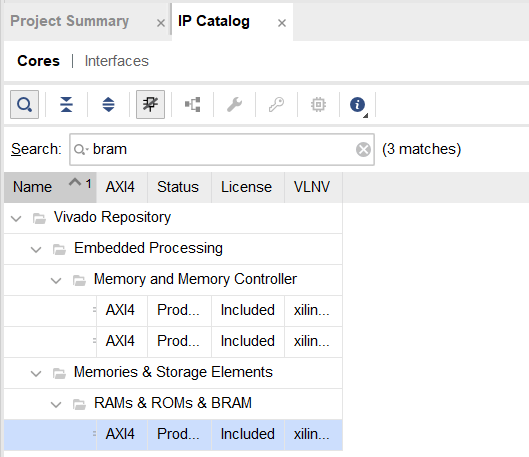 Project Summary × IP Catalog ×
Cores | Interfaces
Search: bram (3 matches)
Name 1 AXI4 Status License VLNV
Vivado Repository
Embedded Processing
Memory and Memory Controller
AXI4 Prod... Included xilin...
AXI4 Prod... Included xilin...
Memories & Storage Elements
RAMs & ROMs & BRAM
AXI4 Prod... Included xilin...